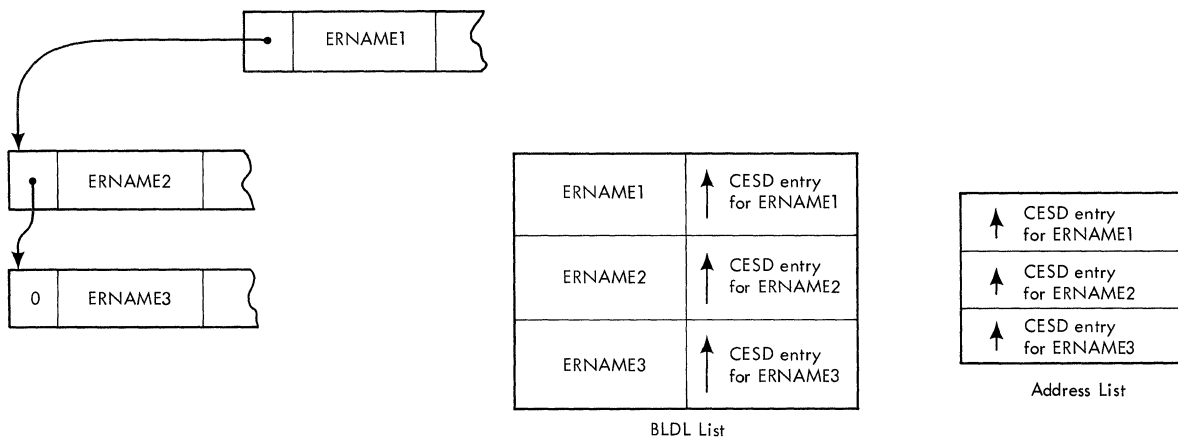 ERNAME1
ERNAME2
0 ERNAME3
ERNAME1 CESD entry
for ERNAME1
ERNAME2 CESD entry
for ERNAME2
ERNAME3 CESD entry
for ERNAME3
BLDL List
CESD entry
for ERNAME1
CESD entry
for ERNAME2
CESD entry
for ERNAME3
Address List